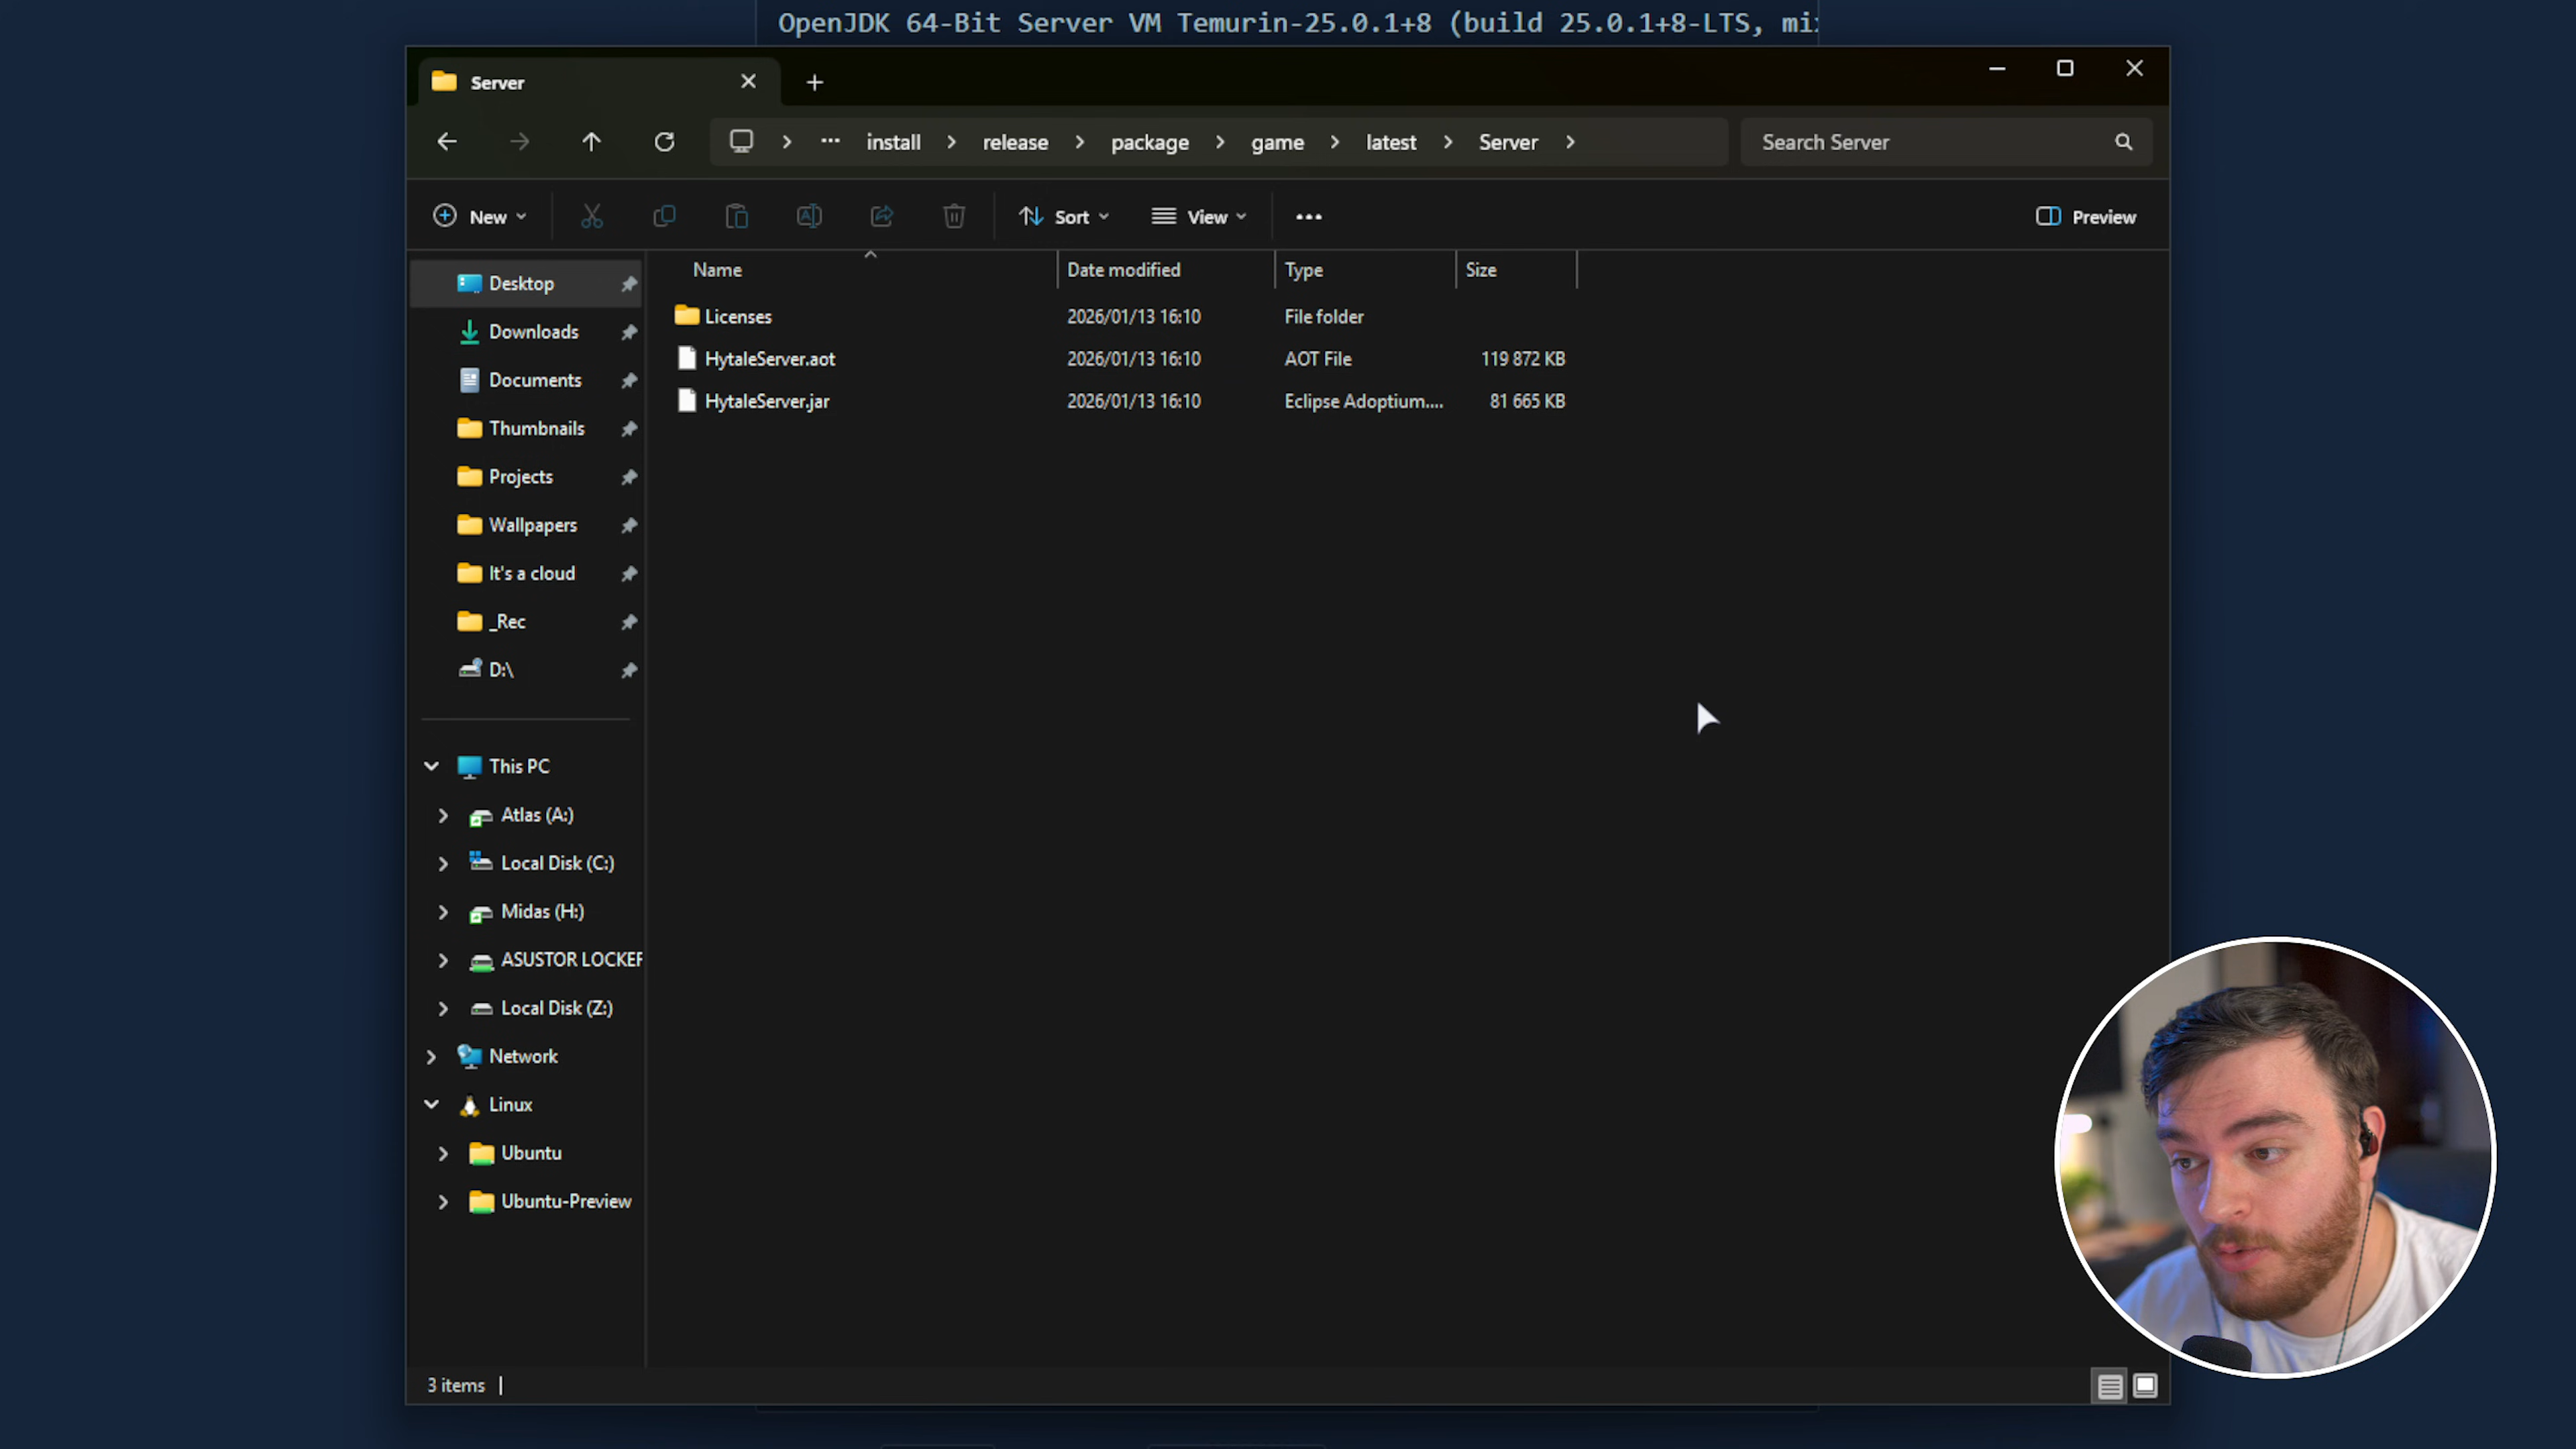 OpenJDK 64-Bit Server VM Temurin-25.0.1+8 (build 25.0.1+8-LTS,
Server
install release package game latest Server
Search Server
New Sort View Preview
Name Date modified Type Size
Licenses 2026/01/13 16:10 File folder
HytaleServer.aot 2026/01/13 16:10 AOT File 119 872 KB
HytaleServer.jar 2026/01/13 16:10 Eclipse Adoptium.... 81 665 KB
Desktop
Downloads
Documents
Thumbnails
Projects
Wallpapers
It's a cloud
_Rec
D:\
This PC
Atlas (A:)
Local Disk (C:)
Midas (H:)
ASUSTOR LOCKER
Local Disk (Z:)
Network
Linux
Ubuntu
Ubuntu-Preview
3 items